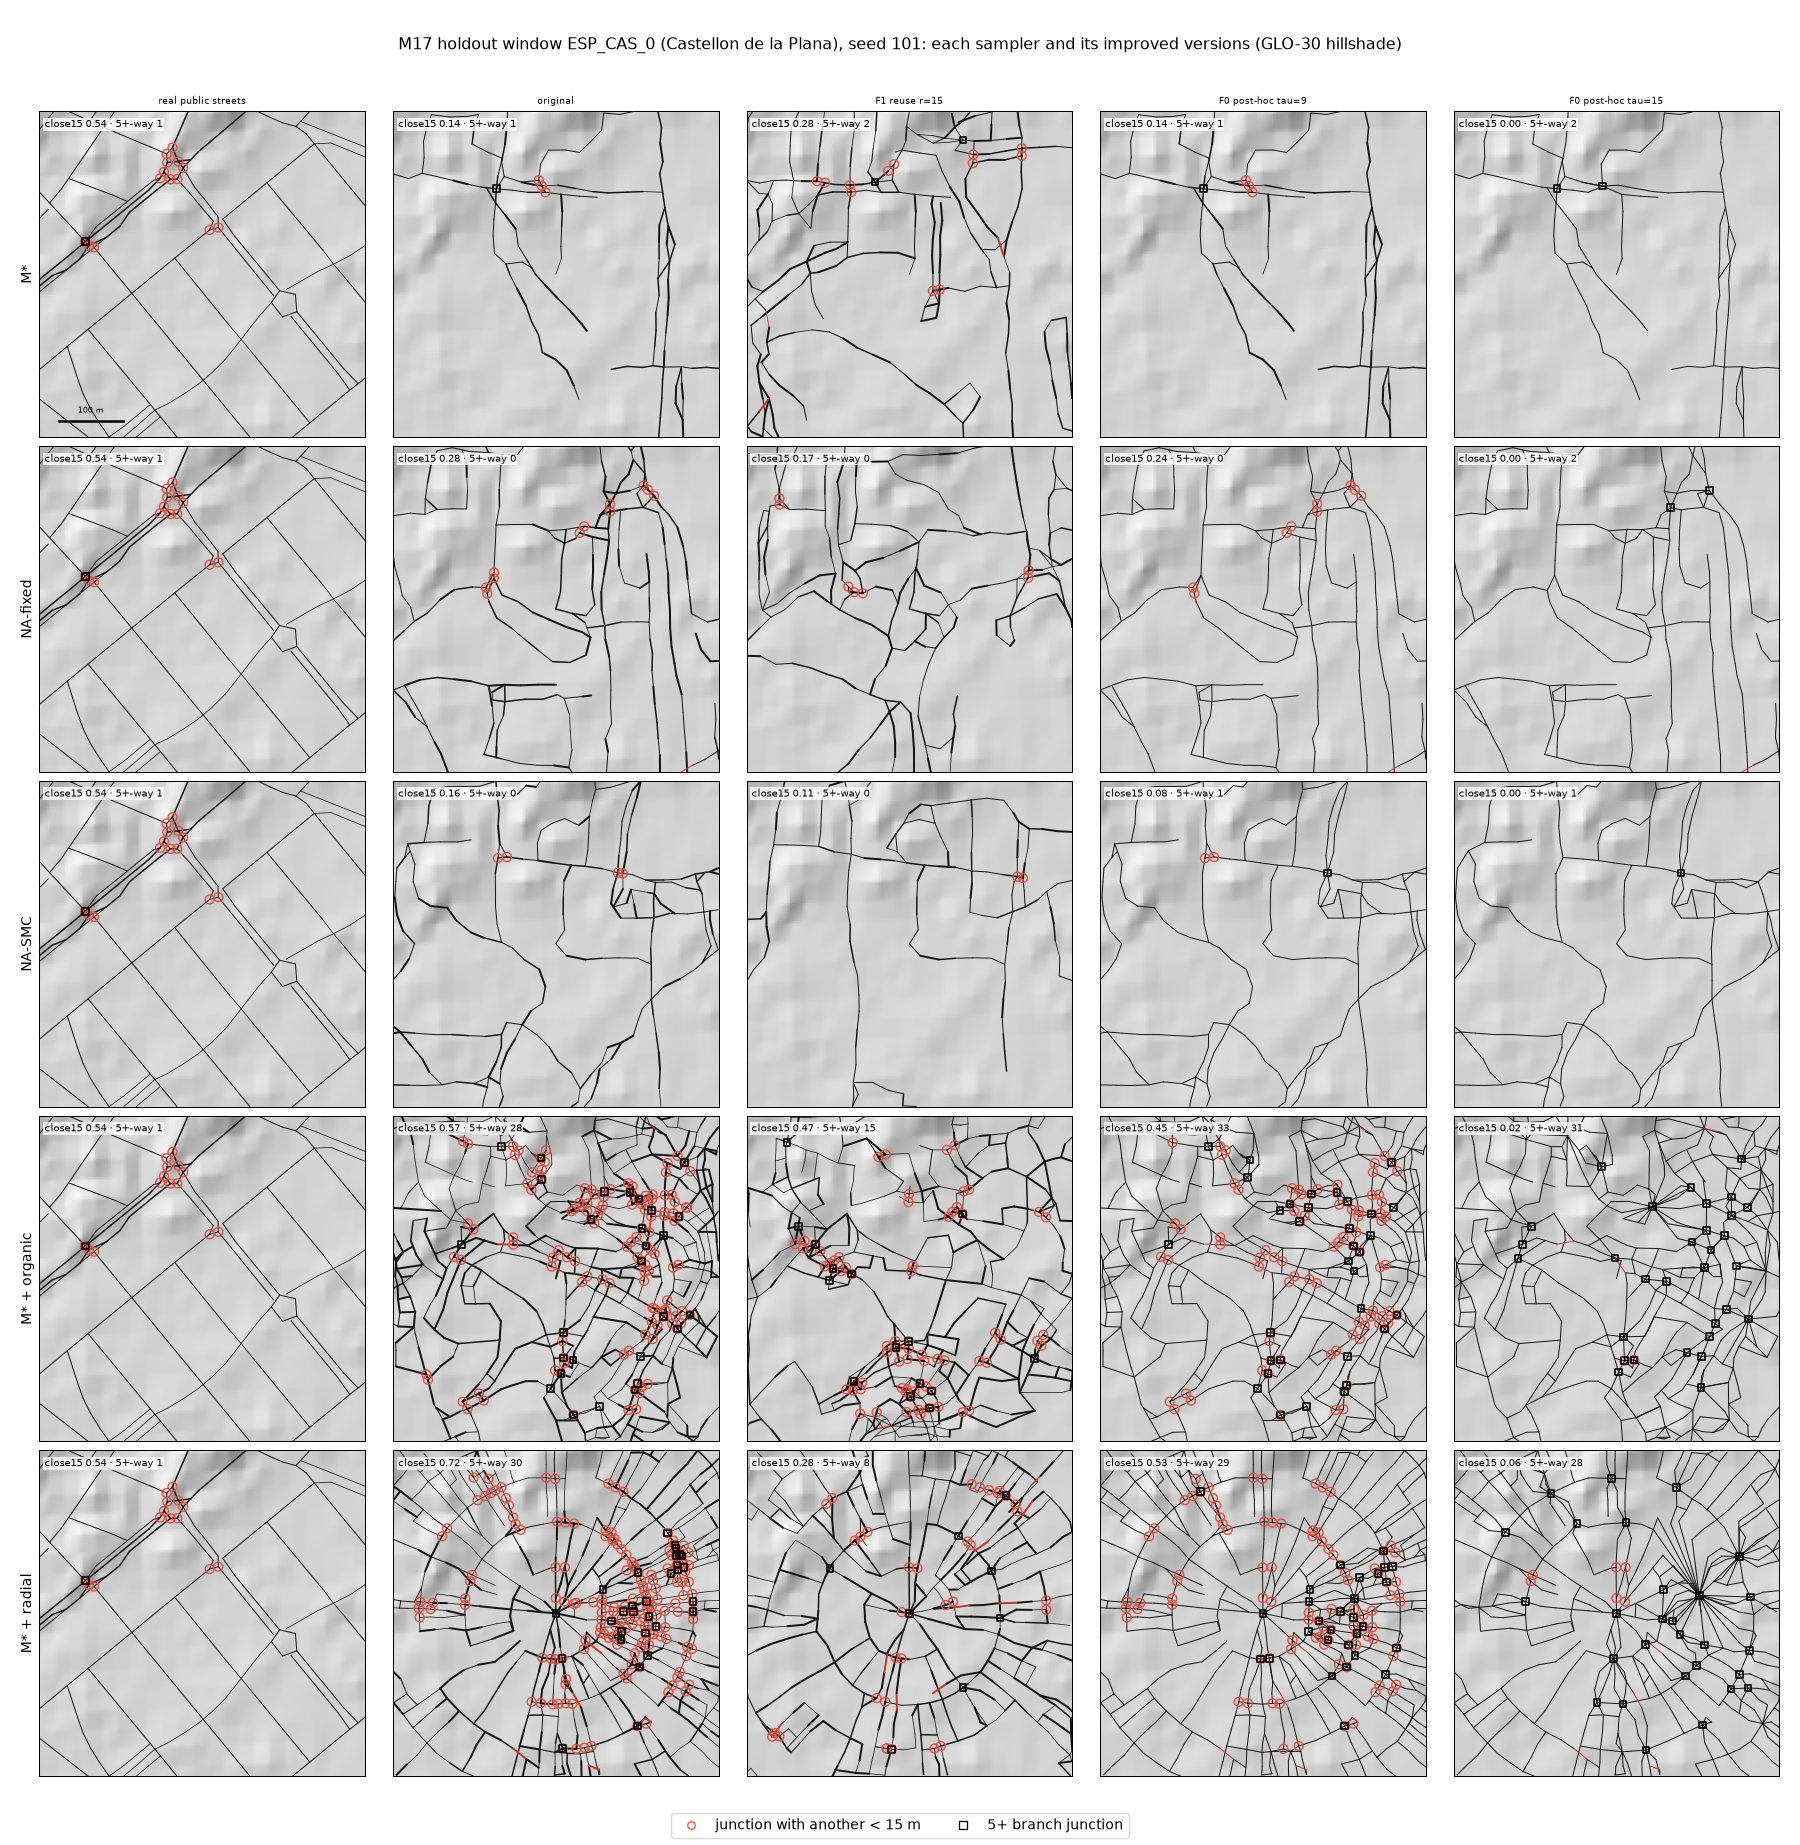 M17 holdout window ESP_CAS_0 (Castellon de la Plana), seed 101: each sampler and its improved versions (GLO-30 hillshade)
real public streets
original
F1 reuse r=15
F0 post-hoc tau=9
F0 post-hoc tau=15
M*
close15 0.54 · 5+-way 1
100 m
close15 0.14 · 5+-way 1
close15 0.28 · 5+-way 2
close15 0.14 · 5+-way 1
close15 0.00 · 5+-way 2
NA-fixed
close15 0.54 · 5+-way 1
close15 0.28 · 5+-way 0
close15 0.17 · 5+-way 0
close15 0.24 · 5+-way 0
close15 0.00 · 5+-way 2
NA-SMC
close15 0.54 · 5+-way 1
close15 0.16 · 5+-way 0
close15 0.11 · 5+-way 0
close15 0.08 · 5+-way 1
close15 0.00 · 5+-way 1
M* + organic
close15 0.54 · 5+-way 1
close15 0.57 · 5+-way 28
close15 0.47 · 5+-way 15
close15 0.45 · 5+-way 33
close15 0.02 · 5+-way 31
M* + radial
close15 0.54 · 5+-way 1
close15 0.72 · 5+-way 30
close15 0.28 · 5+-way 8
close15 0.53 · 5+-way 29
close15 0.06 · 5+-way 28
junction with another < 15 m
5+ branch junction